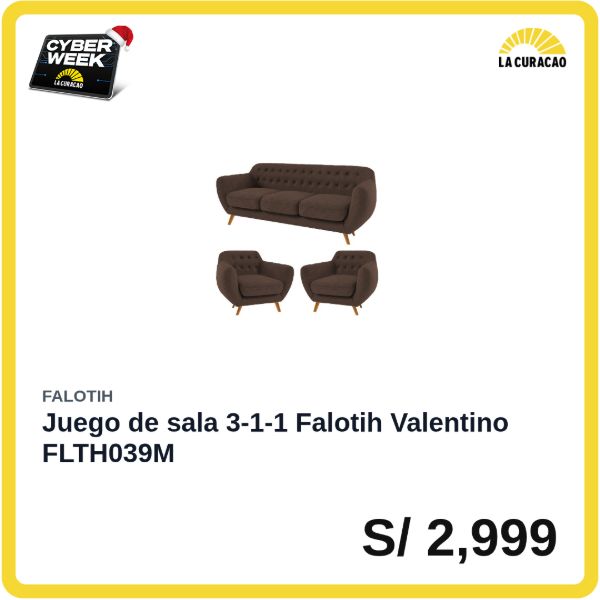 CYBER
WEEK
LA CURACAO
LA CURACAO
FALOTIH
Juego de sala 3-1-1 Falotih Valentino
FLTH039M
S/ 2,999